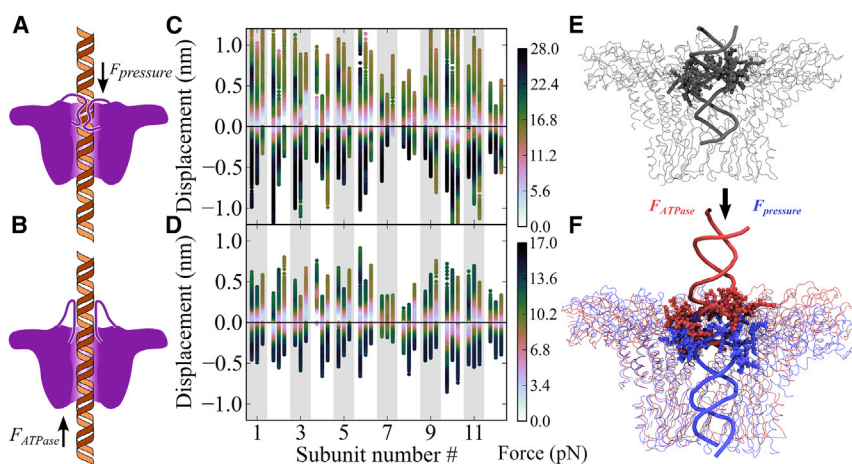 A
F_pressure
B
F_ATPase
C
Displacement (nm)
1.0
0.5
0.0
−0.5
−1.0
28.0
22.4
16.8
11.2
5.6
0.0
D
Displacement (nm)
1.0
0.5
0.0
−0.5
−1.0
17.0
13.6
10.2
6.8
3.4
0.0
1 3 5 7 9 11
Subunit number #
Force (pN)
E
F_ATPase F_pressure
F